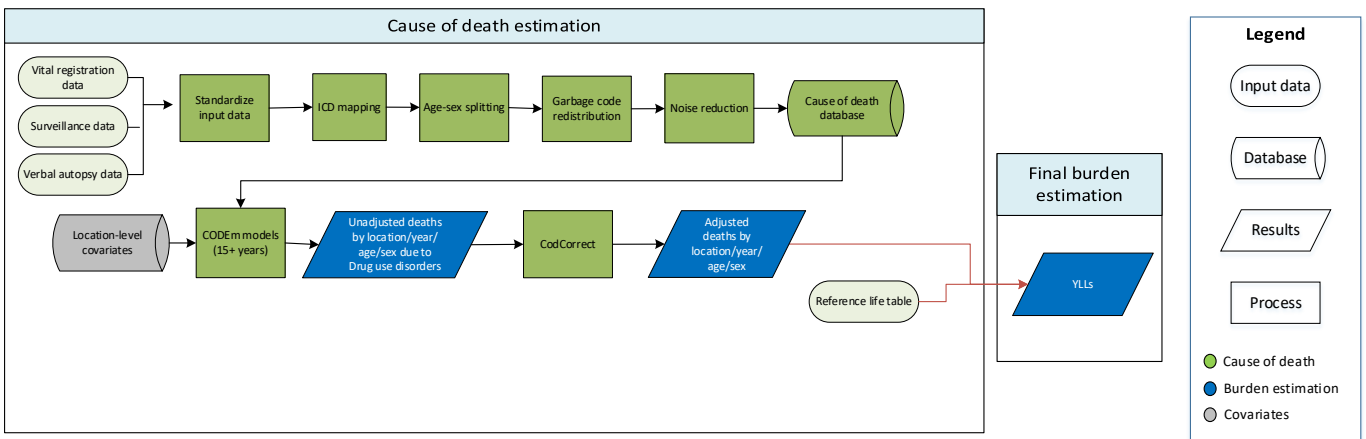 Cause of death estimation
Vital registration
data
Surveillance data
Verbal autopsy data
Standardize
input data
ICD mapping
Age-sex splitting
Garbage code
redistribution
Noise reduction
Cause of death
database
Location-level
covariates
CODEm models
(15+ years)
Unadjusted deaths
by location/year/
age/sex due to
Drug use disorders
CodCorrect
Adjusted
deaths by
location/year/
age/sex
Reference life table
Final burden
estimation
YLLs
Legend
Input data
Database
Results
Process
Cause of death
Burden estimation
Covariates